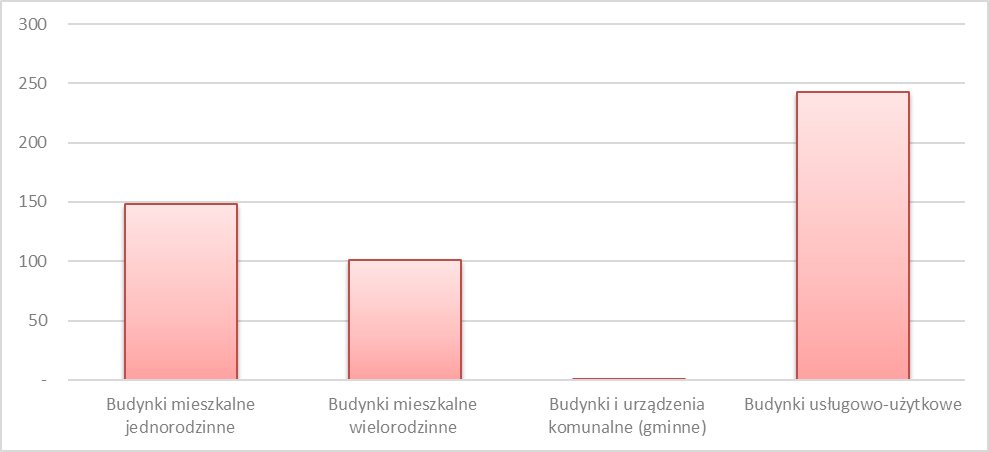 300
250
200
150
100
50
-
Budynki mieszkalne
jednorodzinne
Budynki mieszkalne
wielorodzinne
Budynki i urządzenia
komunalne (gminne)
Budynki usługowo-użytkowe